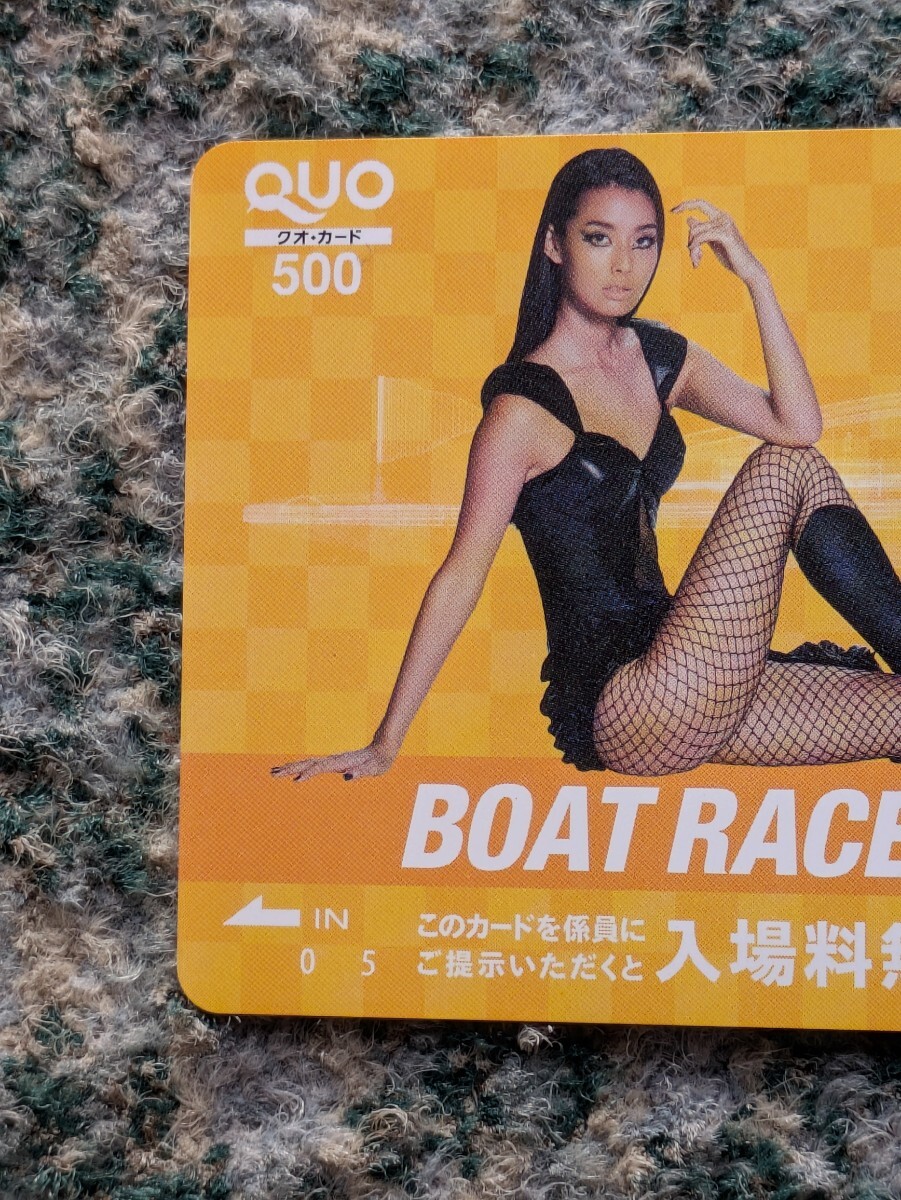 QUO
クオ・カード
500
BOAT RACE
IN
0 5
このカードを係員に
ご提示いただくと 入場料無